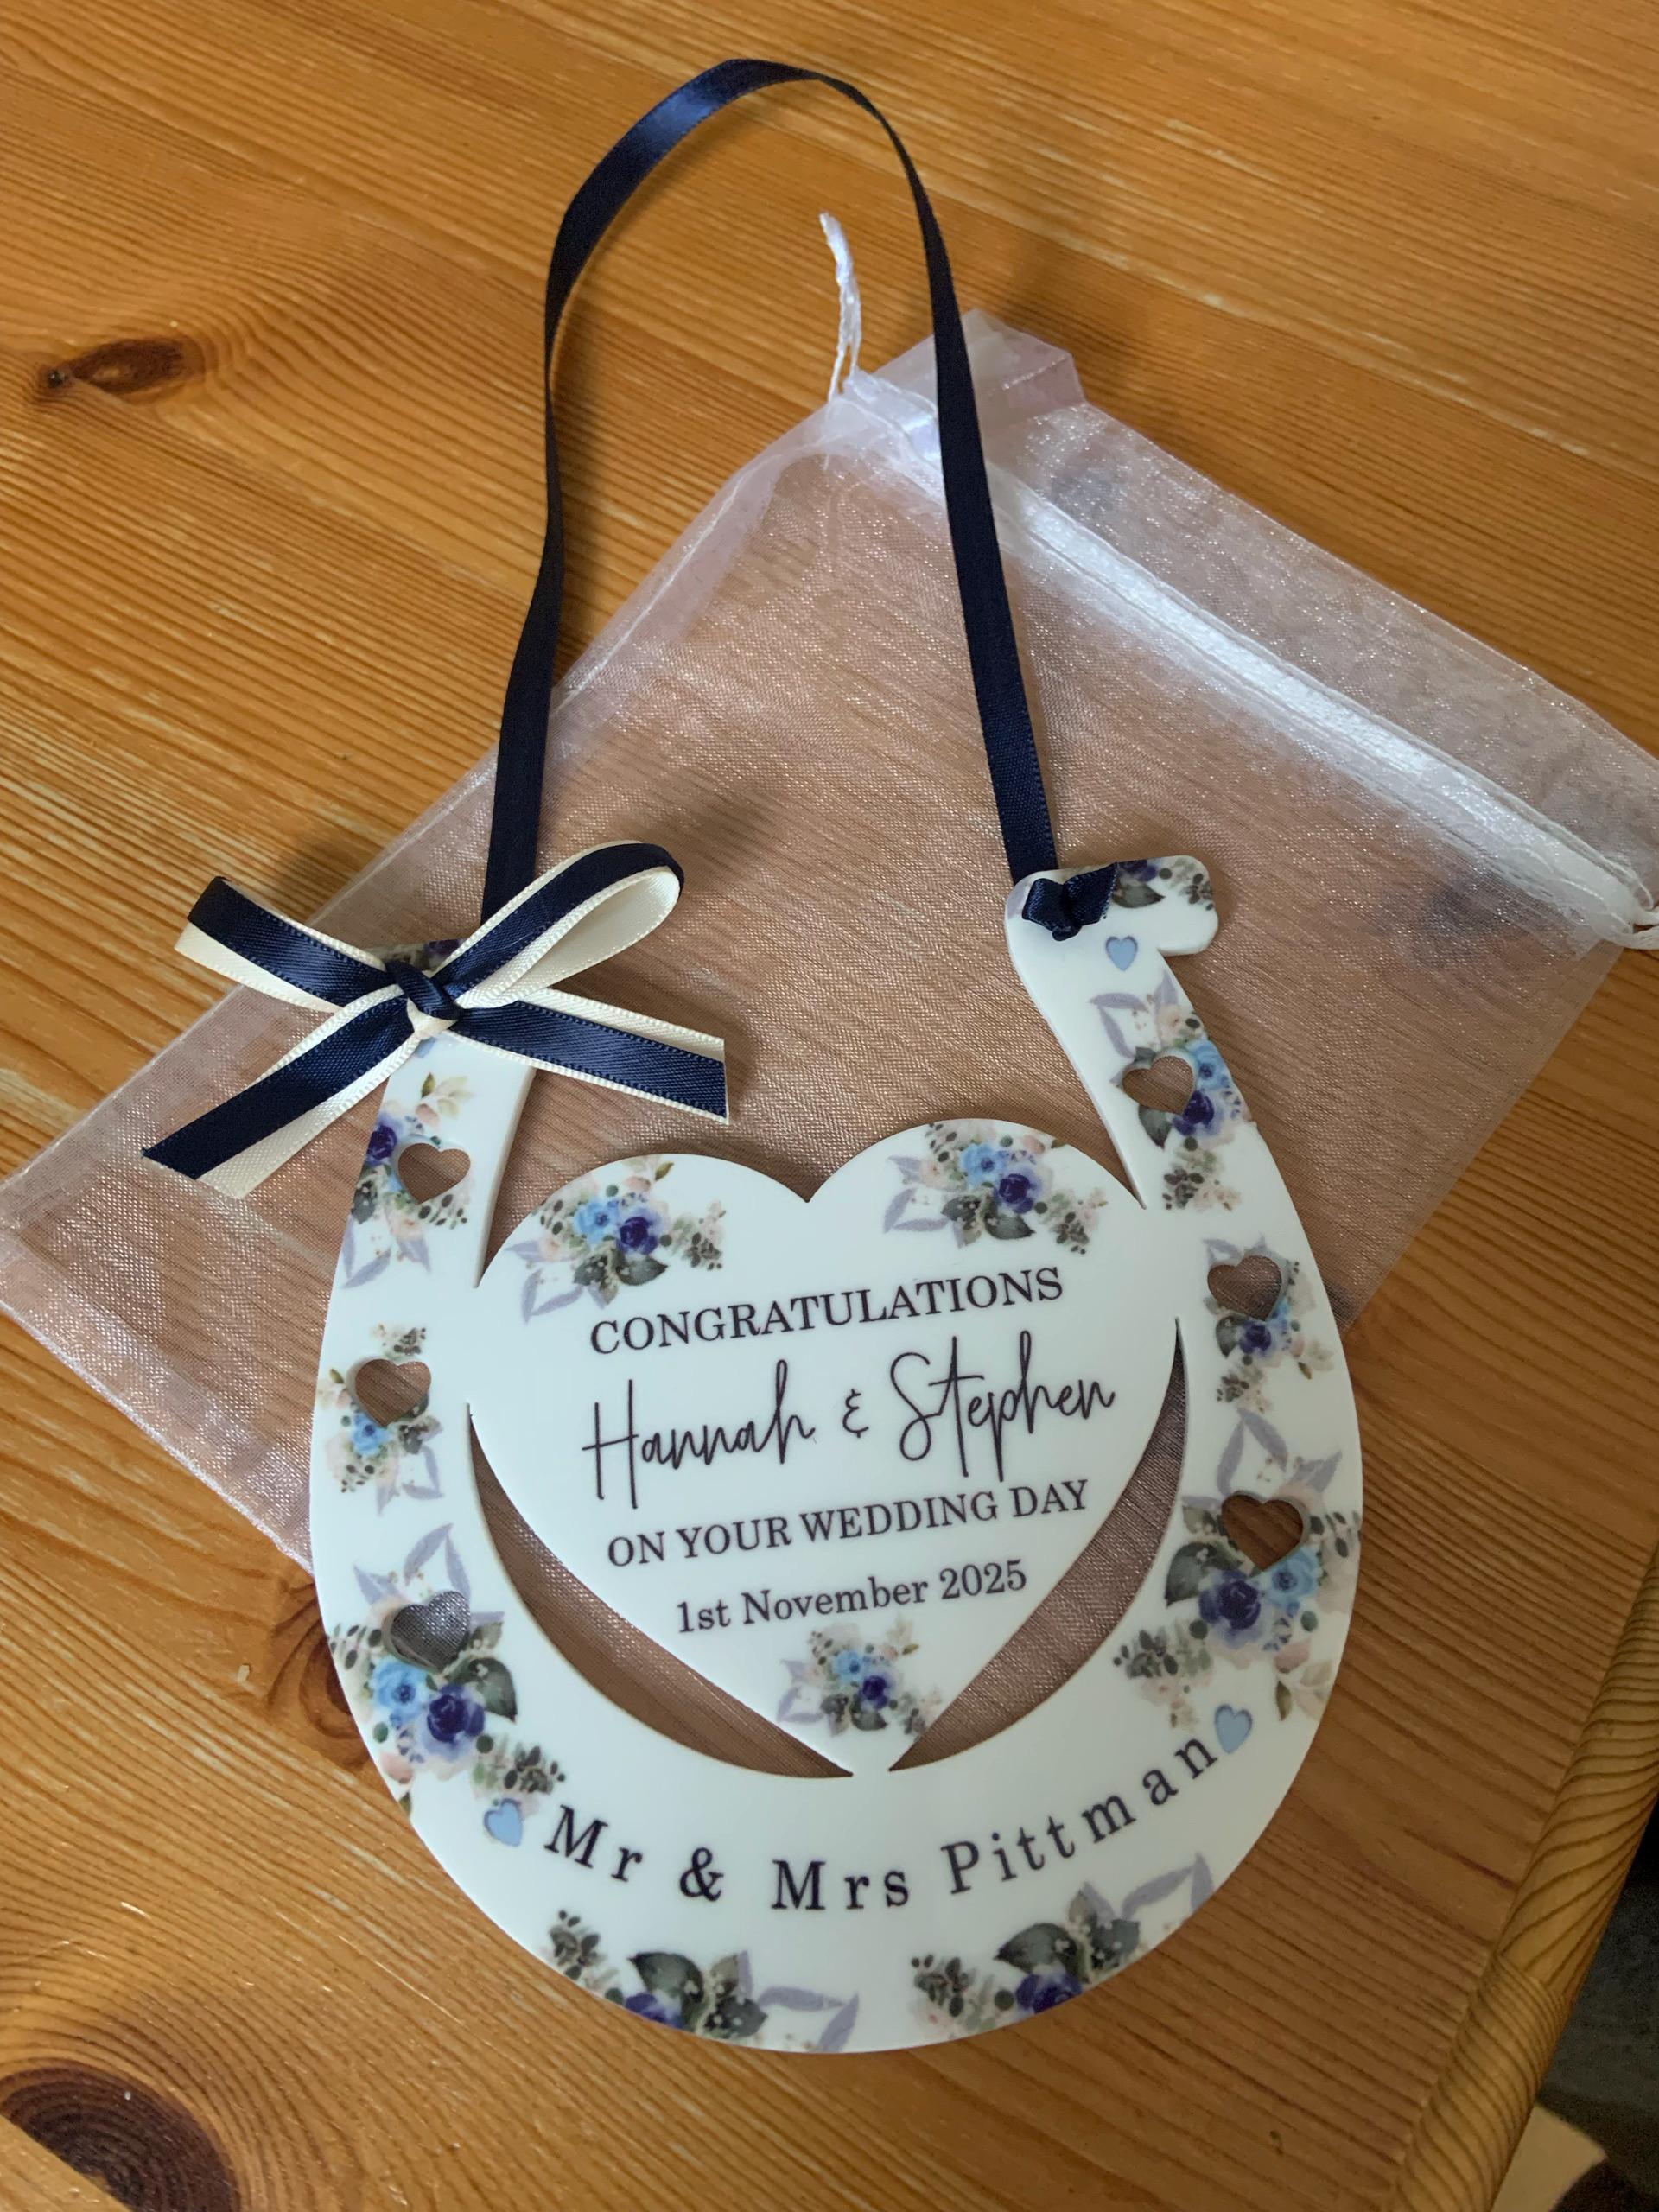 CONGRATULATIONS
Hannah & Stephen
ON YOUR WEDDING DAY
1st November 2025
Mr & Mrs Pittman